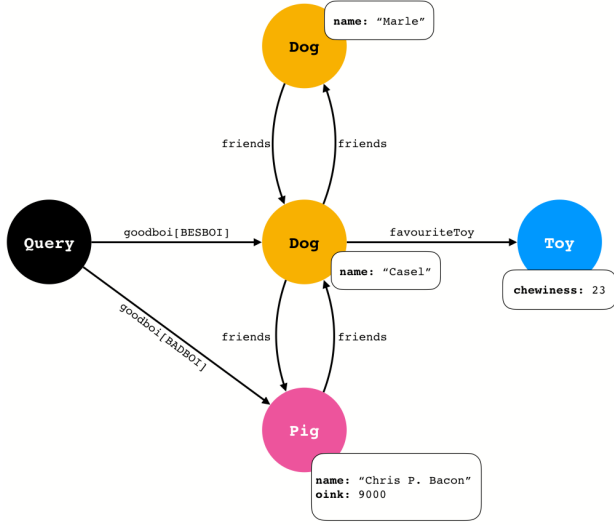 Dog
name: “Marle”
friends
friends
Query
goodboi[BESBOI]
Dog
favouriteToy
Toy
name: “Casel”
chewiness: 23
goodboi[BADBOI]
friends
friends
Pig
name: “Chris P. Bacon”
oink: 9000